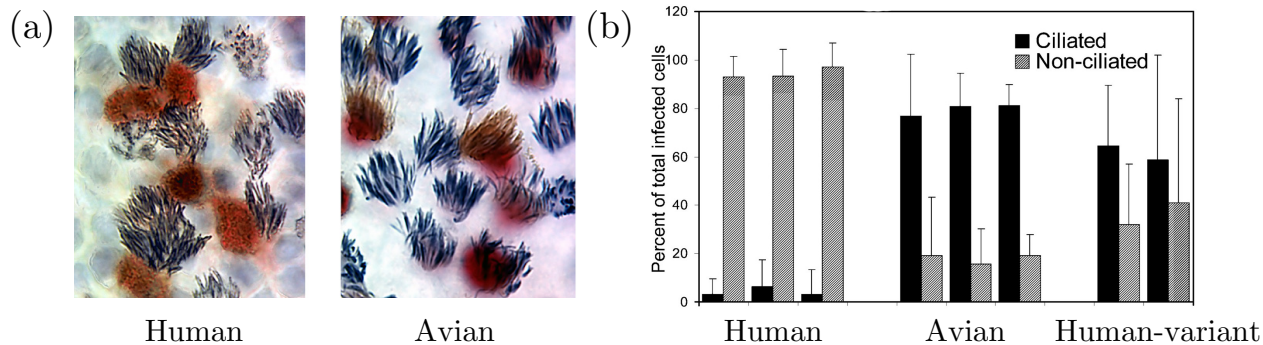 (a)
Human
Avian
(b)
Percent of total infected cells
120
100
80
60
40
20
0
Ciliated
Non-ciliated
Human
Avian
Human-variant